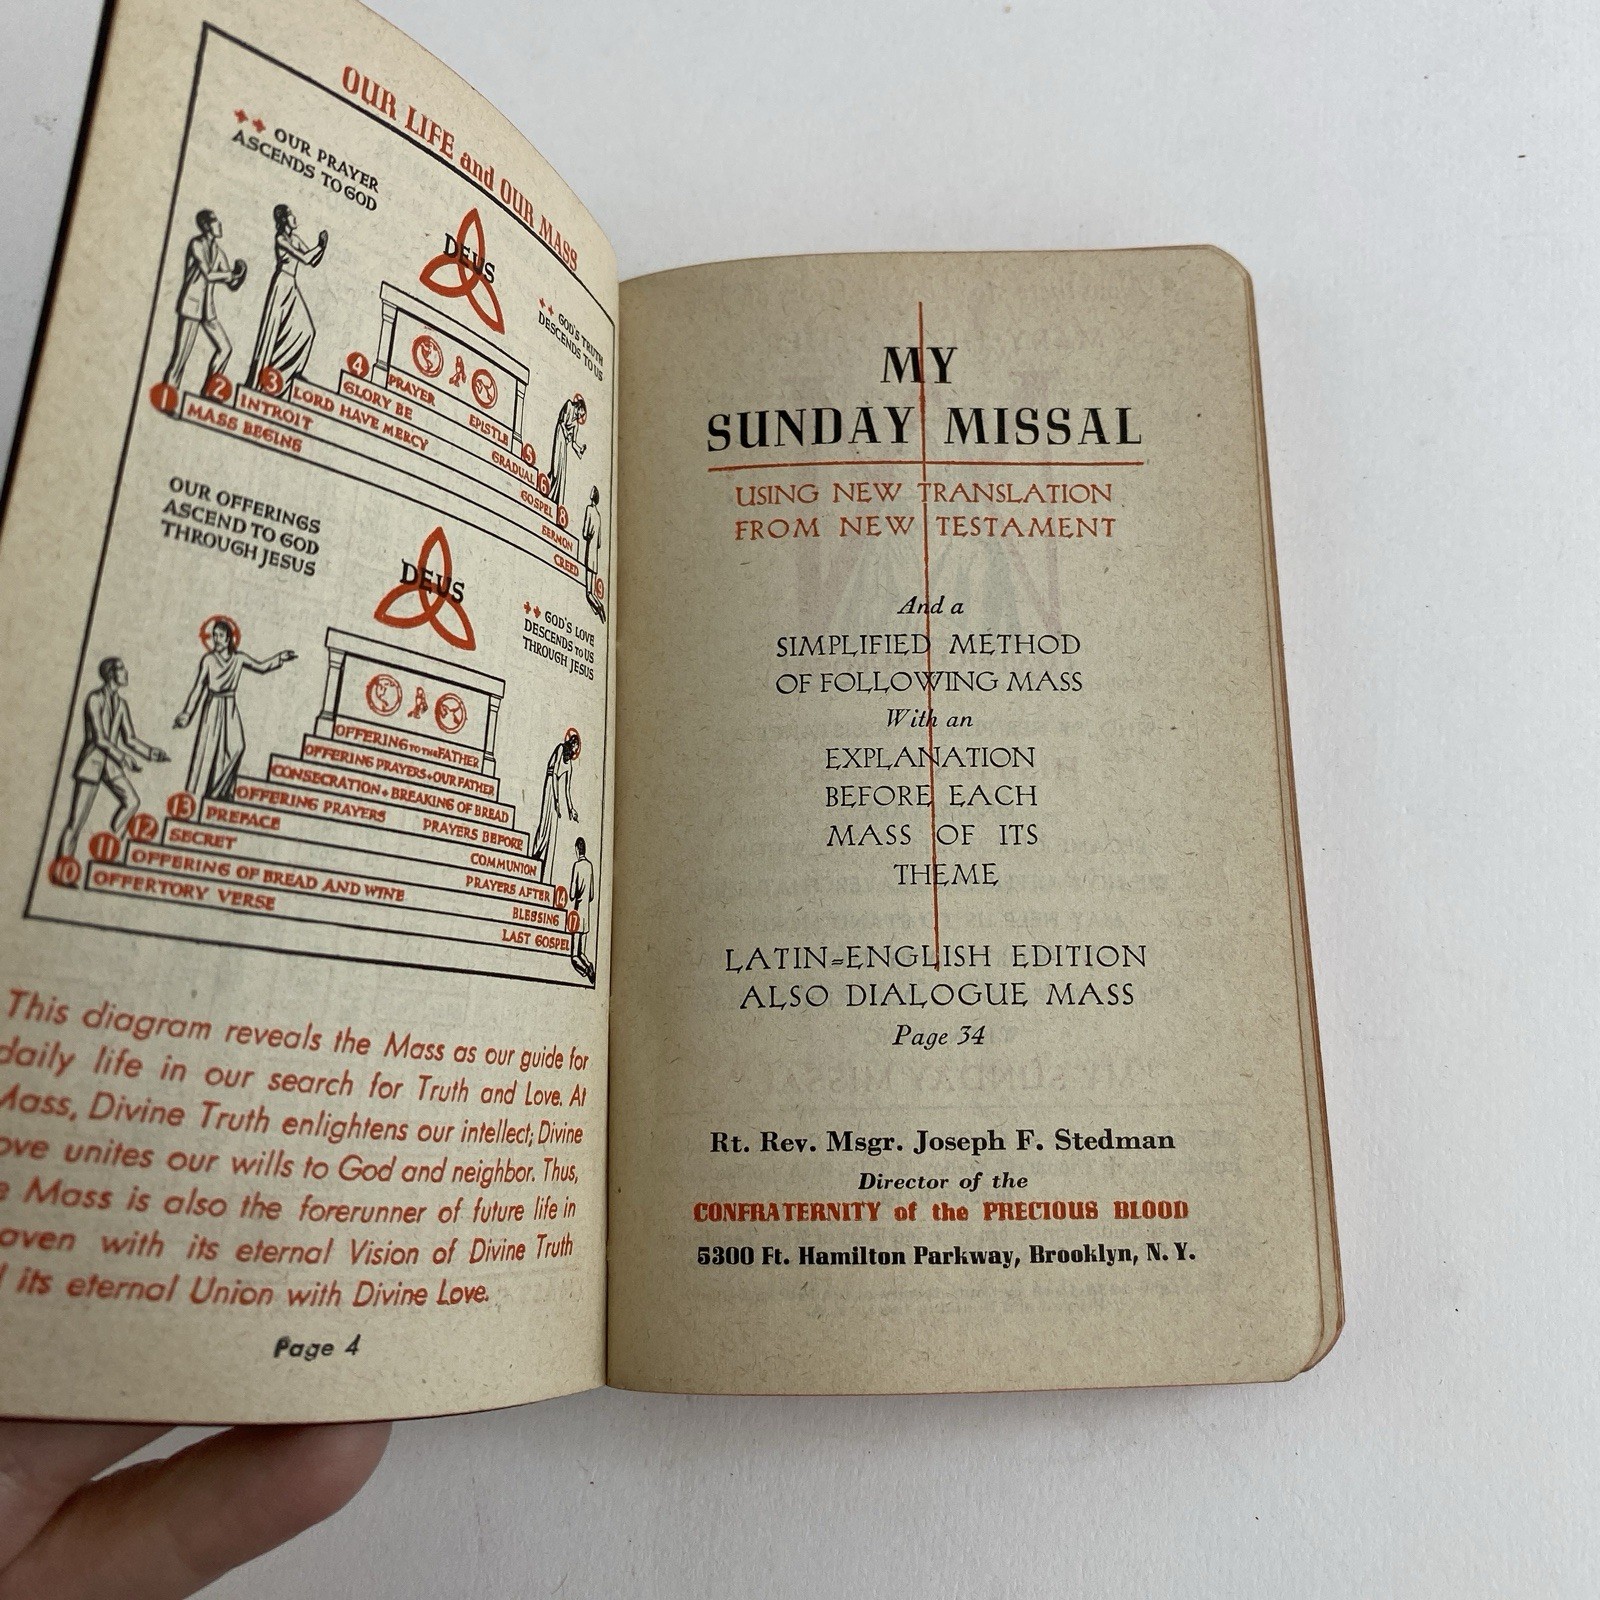 OUR LIFE and OUR MASS
OUR PRAYER
ASCENDS TO GOD
DEUS
GOD'S TRUTH
DESCENDS TO US
4 PRAYER
GLORY BE
EPISTLE
3 LORD HAVE MERCY
GRADUAL 5
2 INTROIT
GOSPEL 6
1 MASS BEGINS
SERMON 8
CREED 9
OUR OFFERINGS
ASCEND TO GOD
THROUGH JESUS
DEUS
GOD'S LOVE
DESCENDS TO US
THROUGH JESUS
OFFERING TO THE FATHER
OFFERING PRAYERS + OUR FATHER
CONSECRATION + BREAKING OF BREAD
OFFERING PRAYERS PRAYERS BEFORE
13 PREFACE COMMUNION
12 SECRET PRAYERS AFTER 14
11 OFFERING OF BREAD AND WINE BLESSING 17
10 OFFERTORY VERSE LAST GOSPEL
This diagram reveals the Mass as our guide for
daily life in our search for Truth and Love. At
Mass, Divine Truth enlightens our intellect; Divine
ove unites our wills to God and neighbor. Thus,
e Mass is also the forerunner of future life in
aven with its eternal Vision of Divine Truth
its eternal Union with Divine Love.
Page 4
MY
SUNDAY MISSAL
USING NEW TRANSLATION
FROM NEW TESTAMENT
And a
SIMPLIFIED METHOD
OF FOLLOWING MASS
With an
EXPLANATION
BEFORE EACH
MASS OF ITS
THEME
LATIN=ENGLISH EDITION
ALSO DIALOGUE MASS
Page 34
Rt. Rev. Msgr. Joseph F. Stedman
Director of the
CONFRATERNITY of the PRECIOUS BLOOD
5300 Ft. Hamilton Parkway, Brooklyn, N. Y.